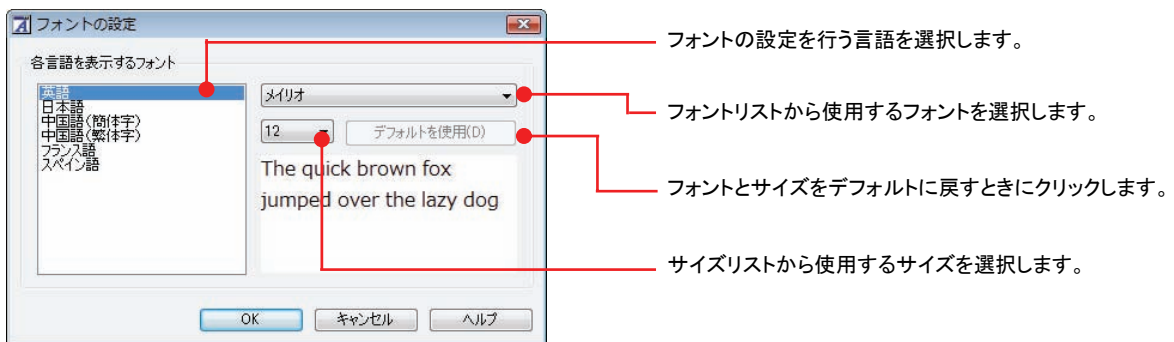 フォントの設定
各言語を表示するフォント
英語
日本語
中国語(簡体字)
中国語(繁体字)
フランス語
スペイン語
メイリオ
12
デフォルトを使用(D)
The quick brown fox
jumped over the lazy dog
OK
キャンセル
ヘルプ
フォントの設定を行う言語を選択します。
フォントリストから使用するフォントを選択します。
フォントとサイズをデフォルトに戻すときにクリックします。
サイズリストから使用するサイズを選択します。